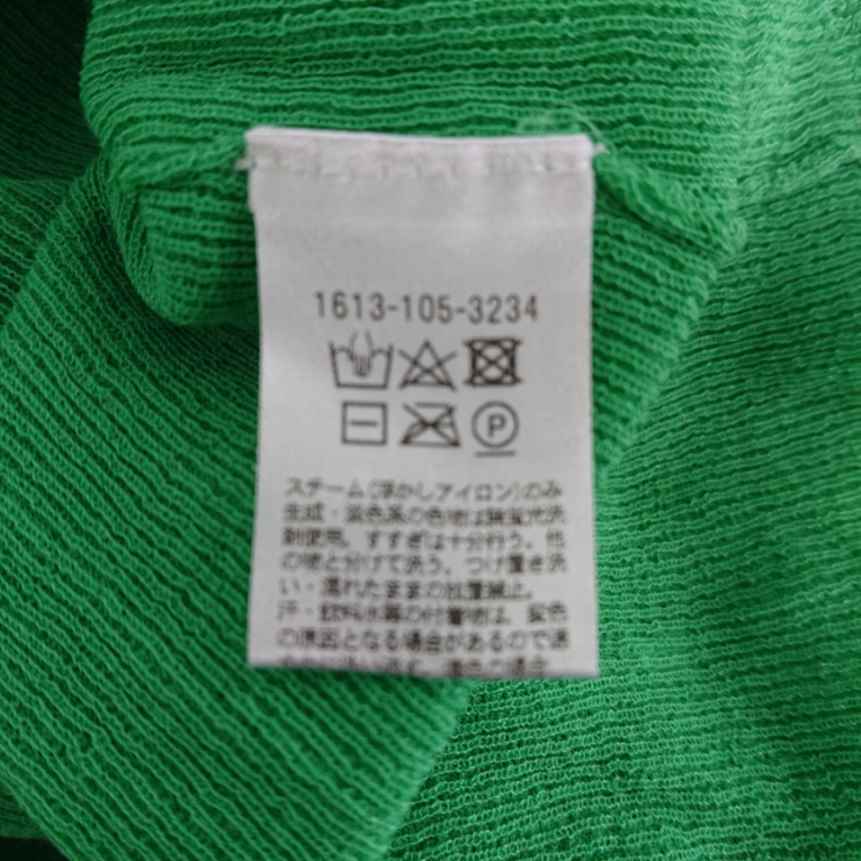 1613-105-3234
P
スチーム(浮かしアイロン)のみ
生成・淡色系の色物は無蛍光洗
剤使用。すすぎは十分行う。他
の物と分けて洗う。つけ置き洗
い・濡れたままの放置禁止。
汗・飲料水等の付着物は、変色
の原因となる場合があるので速